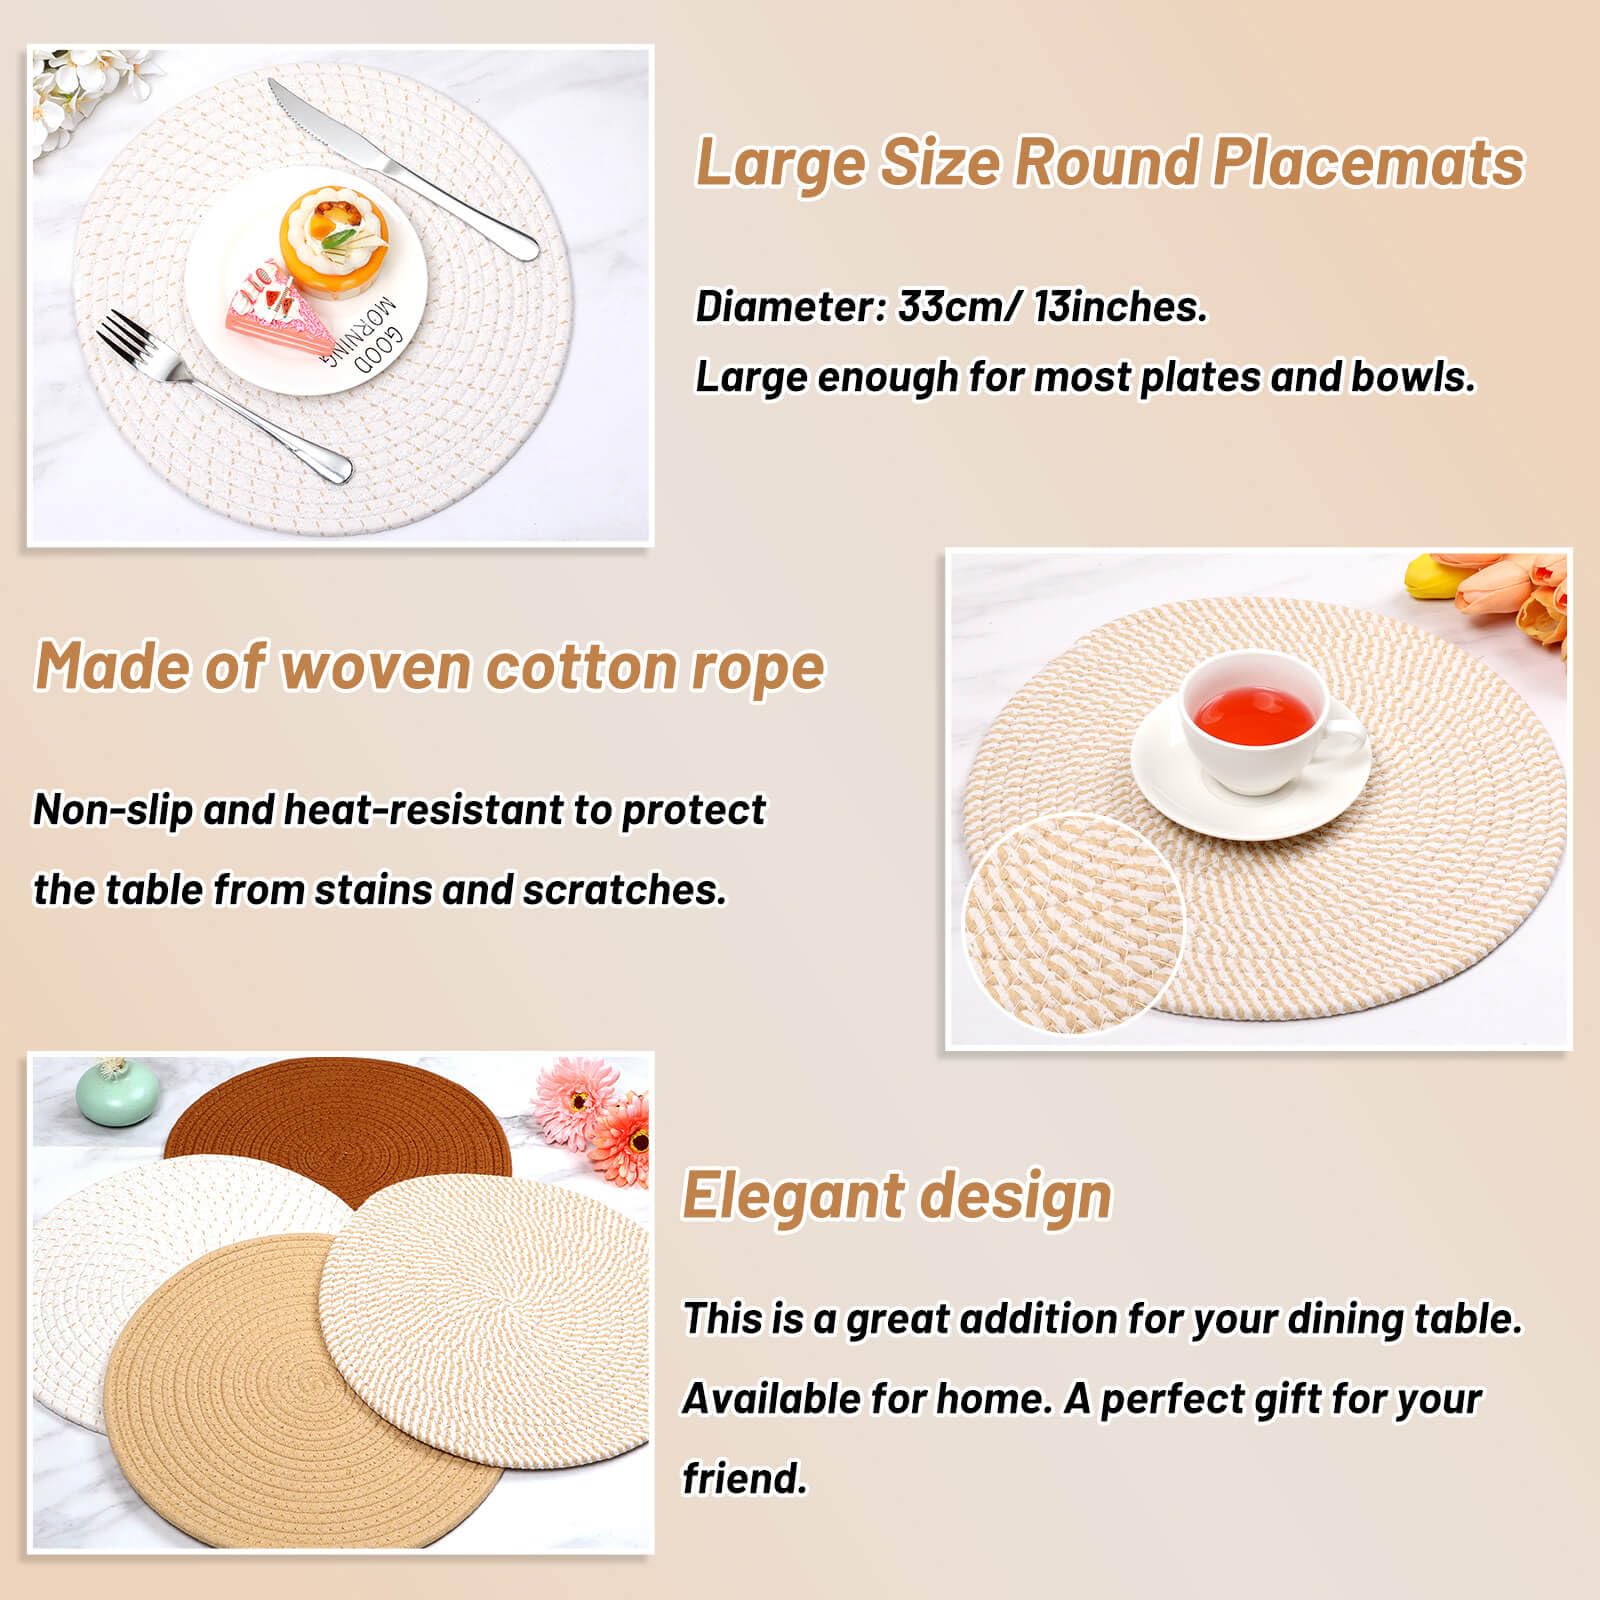 Large Size Round Placemats
Diameter: 33cm/ 13inches.
Large enough for most plates and bowls.
GOOD
MORNING
Made of woven cotton rope
Non-slip and heat-resistant to protect
the table from stains and scratches.
Elegant design
This is a great addition for your dining table.
Available for home. A perfect gift for your
friend.